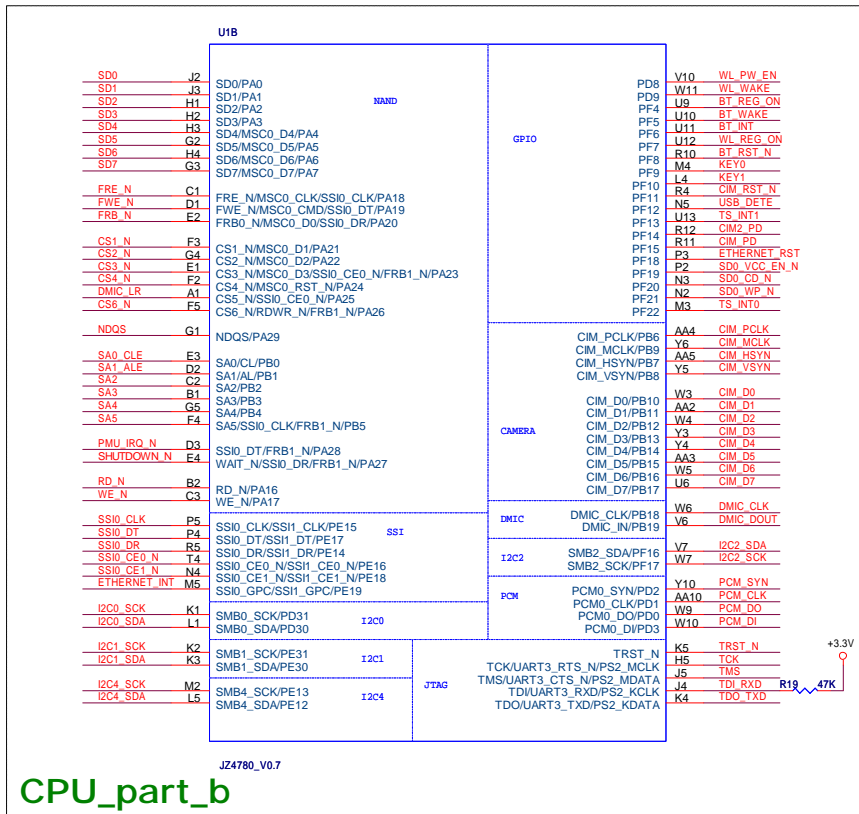 U1B
SD0 J2 SD0/PA0
SD1 J3 SD1/PA1
SD2 H1 SD2/PA2
SD3 H2 SD3/PA3
SD4 H3 SD4/MSC0_D4/PA4
SD5 G2 SD5/MSC0_D5/PA5
SD6 H4 SD6/MSC0_D6/PA6
SD7 G3 SD7/MSC0_D7/PA7
NAND
FRE_N C1 FRE_N/MSC0_CLK/SSI0_CLK/PA18
FWE_N D1 FWE_N/MSC0_CMD/SSI0_DT/PA19
FRB_N E2 FRB0_N/MSC0_D0/SSI0_DR/PA20
CS1_N F3 CS1_N/MSC0_D1/PA21
CS2_N G4 CS2_N/MSC0_D2/PA22
CS3_N E1 CS3_N/MSC0_D3/SSI0_CE0_N/FRB1_N/PA23
CS4_N F2 CS4_N/MSC0_RST_N/PA24
DMIC_LR A1 CS5_N/SSI0_CE0_N/PA25
CS6_N F5 CS6_N/RDWR_N/FRB1_N/PA26
NDQS G1 NDQS/PA29
SA0_CLE E3 SA0/CL/PB0
SA1_ALE D2 SA1/AL/PB1
SA2 C2 SA2/PB2
SA3 B1 SA3/PB3
SA4 G5 SA4/PB4
SA5 F4 SA5/SSI0_CLK/FRB1_N/PB5
PMU_IRQ_N D3 SSI0_DT/FRB1_N/PA28
SHUTDOWN_N E4 WAIT_N/SSI0_DR/FRB1_N/PA27
RD_N B2 RD_N/PA16
WE_N C3 WE_N/PA17
SSI0_CLK P5 SSI0_CLK/SSI1_CLK/PE15
SSI0_DT P4 SSI0_DT/SSI1_DT/PE17
SSI0_DR R5 SSI0_DR/SSI1_DR/PE14
SSI0_CE0_N T4 SSI0_CE0_N/SSI1_CE0_N/PE16
SSI0_CE1_N N4 SSI0_CE1_N/SSI1_CE1_N/PE18
ETHERNET_INT M5 SSI0_GPC/SSI1_GPC/PE19
SSI
I2C0_SCK K1 SMB0_SCK/PD31
I2C0_SDA L1 SMB0_SDA/PD30
I2C0
I2C1_SCK K2 SMB1_SCK/PE31
I2C1_SDA K3 SMB1_SDA/PE30
I2C1
I2C4_SCK M2 SMB4_SCK/PE13
I2C4_SDA L5 SMB4_SDA/PE12
I2C4
GPIO
PD8 V10 WL_PW_EN
PD9 W11 WL_WAKE
PF4 U9 BT_REG_ON
PF5 U10 BT_WAKE
PF6 U11 BT_INT
PF7 U12 WL_REG_ON
PF8 R10 BT_RST_N
PF9 M4 KEY0
PF10 L4 KEY1
PF11 R4 CIM_RST_N
PF12 N5 USB_DETE
PF13 U13 TS_INT1
PF14 R12 CIM2_PD
PF15 R11 CIM_PD
PF18 P3 ETHERNET_RST
PF19 P2 SD0_VCC_EN_N
PF20 N3 SD0_CD_N
PF21 N2 SD0_WP_N
PF22 M3 TS_INT0
CAMERA
CIM_PCLK/PB6 AA4 CIM_PCLK
CIM_MCLK/PB9 Y6 CIM_MCLK
CIM_HSYN/PB7 AA5 CIM_HSYN
CIM_VSYN/PB8 Y5 CIM_VSYN
CIM_D0/PB10 W3 CIM_D0
CIM_D1/PB11 AA2 CIM_D1
CIM_D2/PB12 W4 CIM_D2
CIM_D3/PB13 Y3 CIM_D3
CIM_D4/PB14 Y4 CIM_D4
CIM_D5/PB15 AA3 CIM_D5
CIM_D6/PB16 W5 CIM_D6
CIM_D7/PB17 U6 CIM_D7
DMIC
DMIC_CLK/PB18 W6 DMIC_CLK
DMIC_IN/PB19 V6 DMIC_DOUT
I2C2
SMB2_SDA/PF16 V7 I2C2_SDA
SMB2_SCK/PF17 W7 I2C2_SCK
PCM
PCM0_SYN/PD2 Y10 PCM_SYN
PCM0_CLK/PD1 AA10 PCM_CLK
PCM0_DO/PD0 W9 PCM_DO
PCM0_DI/PD3 W10 PCM_DI
JTAG
TRST_N K5 TRST_N
TCK/UART3_RTS_N/PS2_MCLK H5 TCK
TMS/UART3_CTS_N/PS2_MDATA J5 TMS
TDI/UART3_RXD/PS2_KCLK J4 TDI_RXD
TDO/UART3_TXD/PS2_KDATA K4 TDO_TXD
+3.3V
R19 47K
JZ4780_V0.7
CPU_part_b